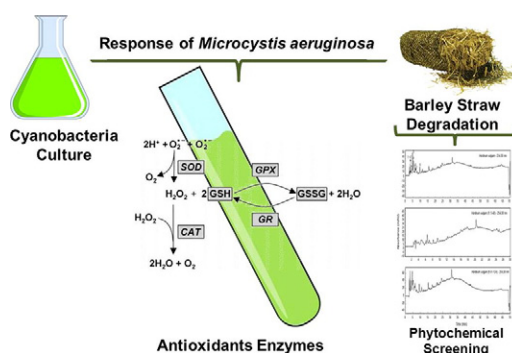 Response of Microcystis aeruginosa
Cyanobacteria
Culture
Barley Straw
Degradation
2H⁺ + O₂⁻ + O₂⁻
SOD
O₂
H₂O₂ + 2 GSH
GPX
GSSG + 2H₂O
GR
H₂O₂
CAT
2H₂O + O₂
Antioxidants Enzymes
Phytochemical
Screening